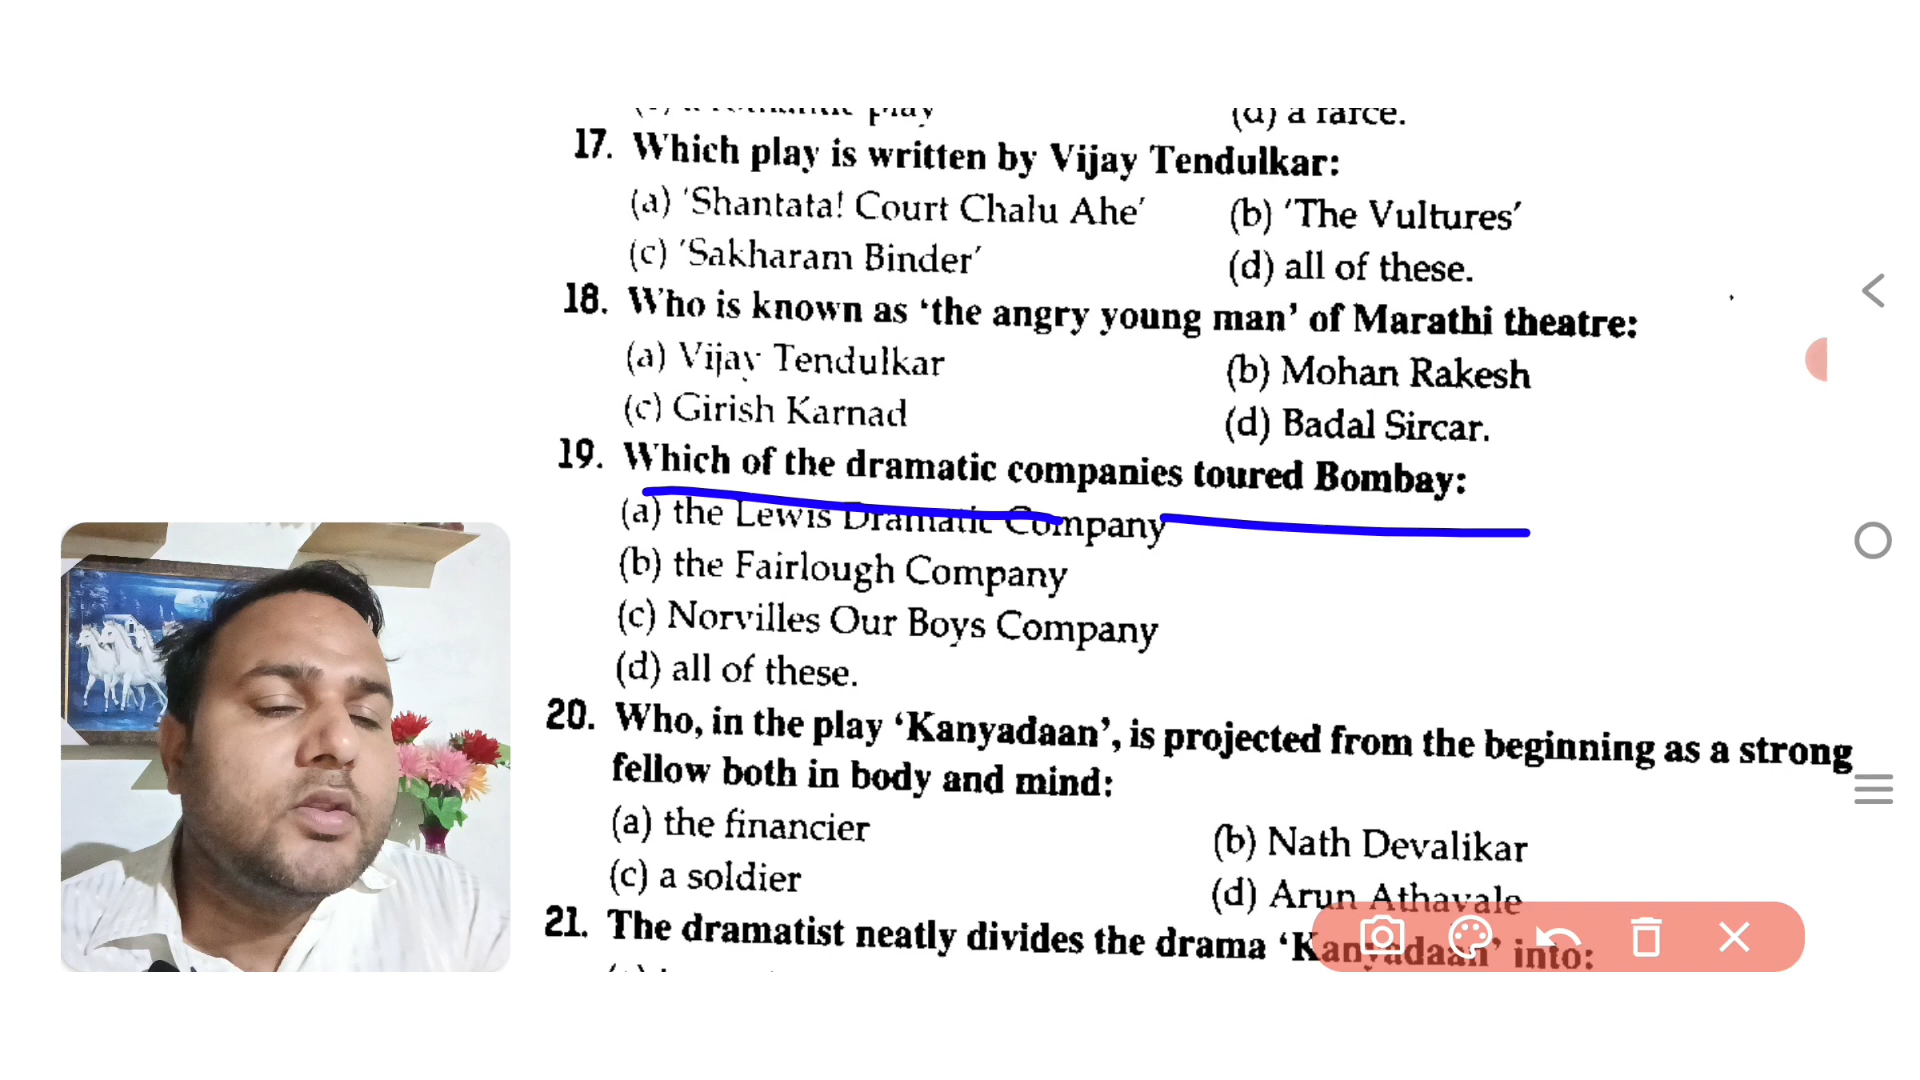 (d) a farce.
17. Which play is written by Vijay Tendulkar:
(a) 'Shantata! Court Chalu Ahe' (b) 'The Vultures'
(c) 'Sakharam Binder' (d) all of these.
18. Who is known as 'the angry young man' of Marathi theatre:
(a) Vijay Tendulkar (b) Mohan Rakesh
(c) Girish Karnad (d) Badal Sircar.
19. Which of the dramatic companies toured Bombay:
(a) the Lewis Dramatic Company
(b) the Fairlough Company
(c) Norvilles Our Boys Company
(d) all of these.
20. Who, in the play 'Kanyadaan', is projected from the beginning as a strong
fellow both in body and mind:
(a) the financier (b) Nath Devalikar
(c) a soldier (d) Arun Athavale
21. The dramatist neatly divides the drama 'Kanyadaan' into: